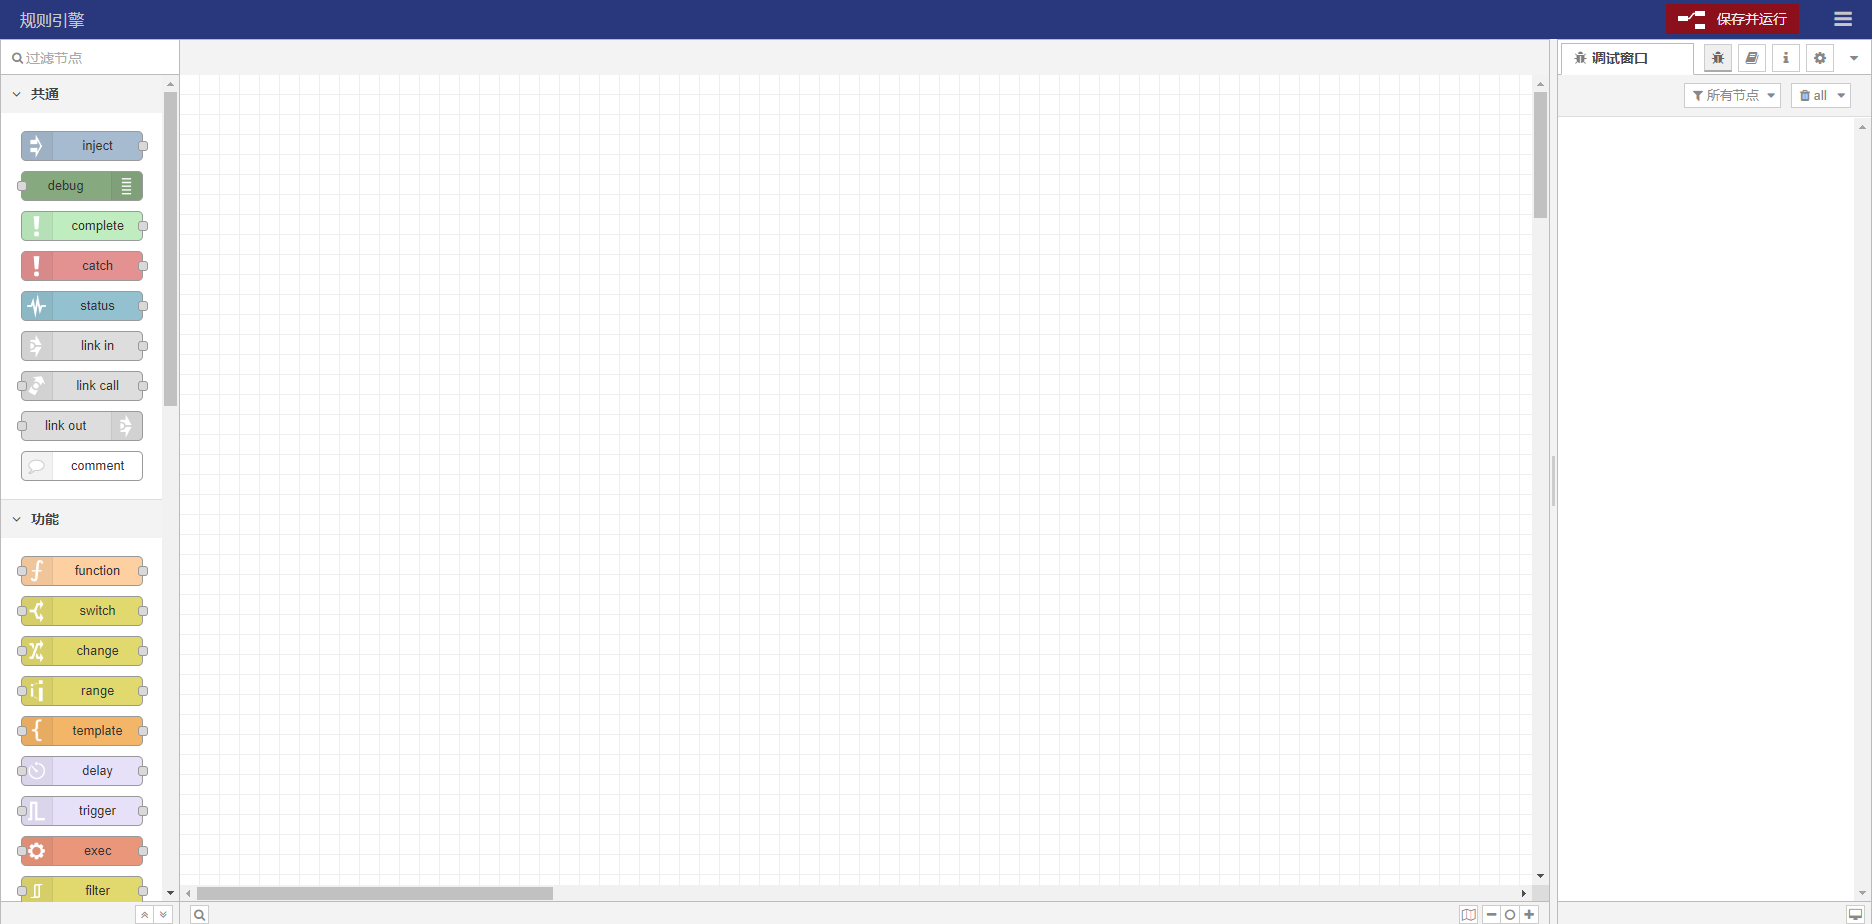 规则引擎
保存并运行
过滤节点
共通
inject
debug
complete
catch
status
link in
link call
link out
comment
功能
function
switch
change
range
template
delay
trigger
exec
filter
调试窗口
所有节点
all